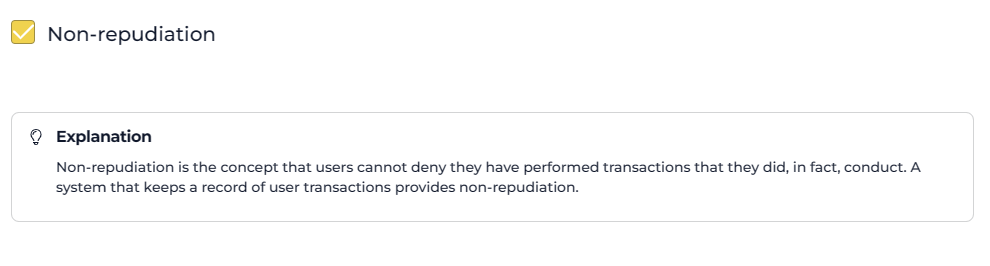 Non-repudiation
Explanation
Non-repudiation is the concept that users cannot deny they have performed transactions that they did, in fact, conduct. A
system that keeps a record of user transactions provides non-repudiation.